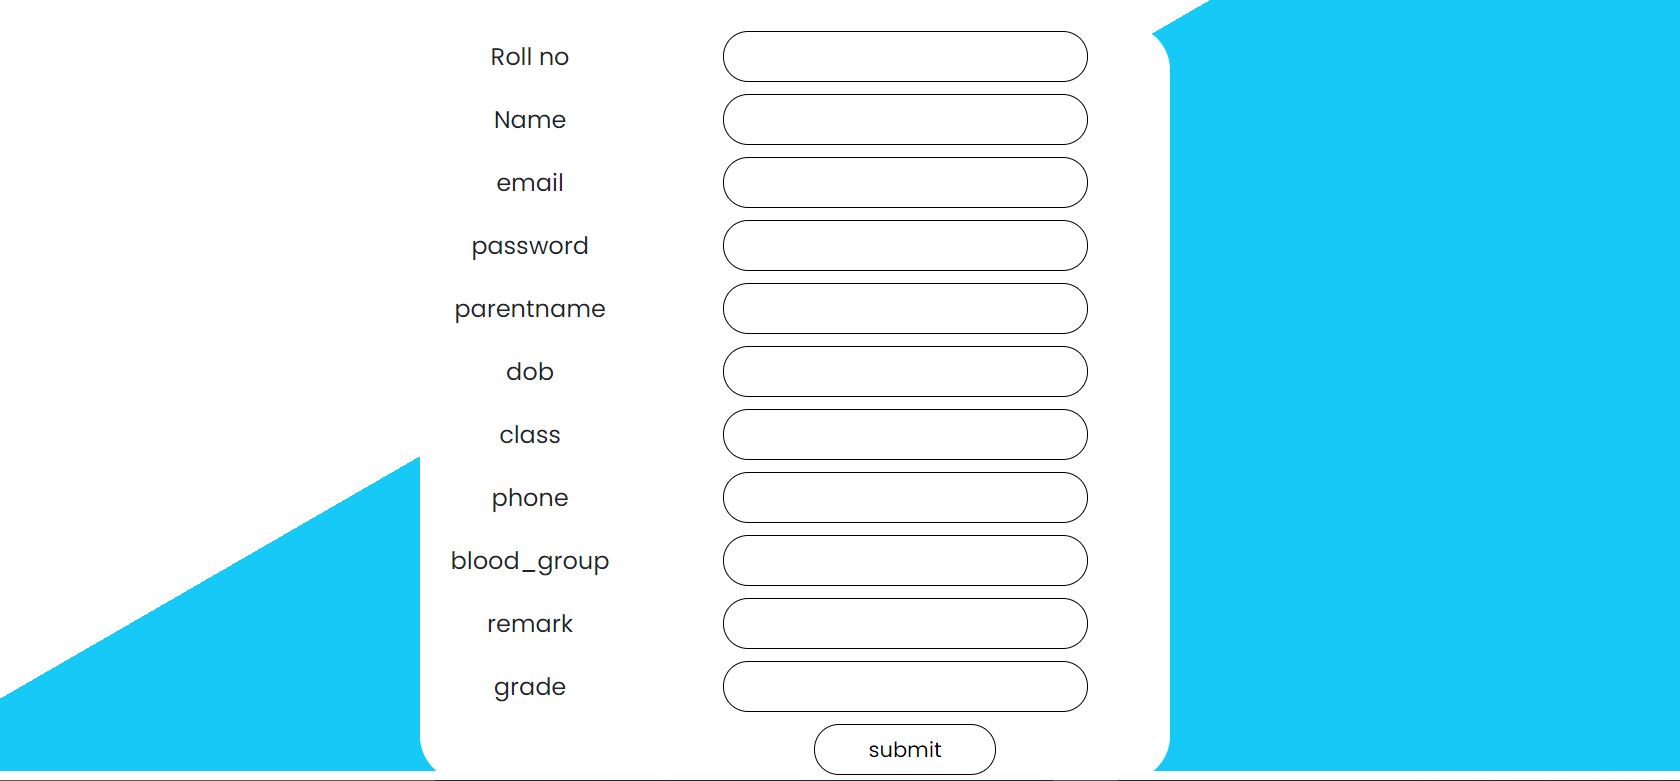 Roll no
Name
email
password
parentname
dob
class
phone
blood_group
remark
grade
submit